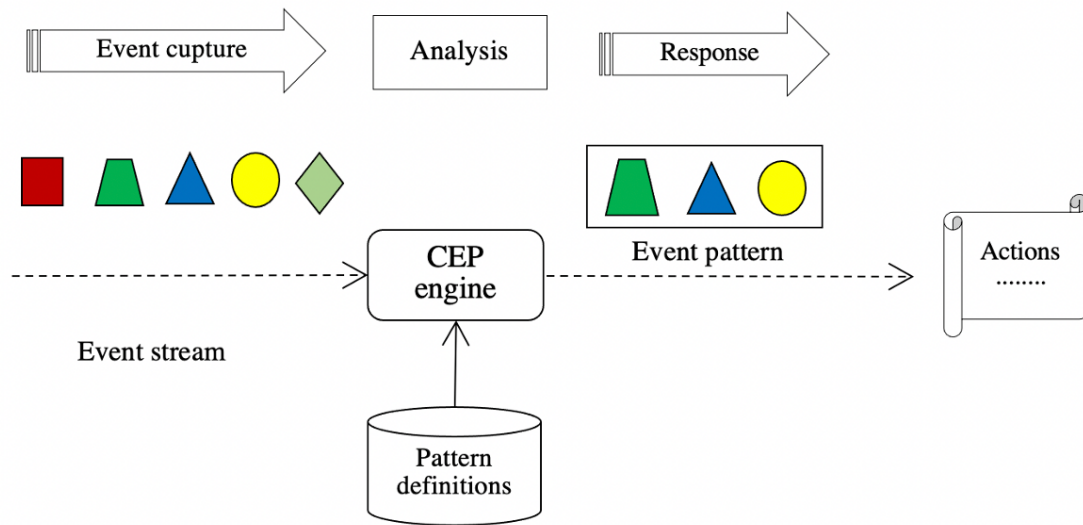 Event cupture
Analysis
Response
Event pattern
CEP
engine
Actions
........
Event stream
Pattern
definitions